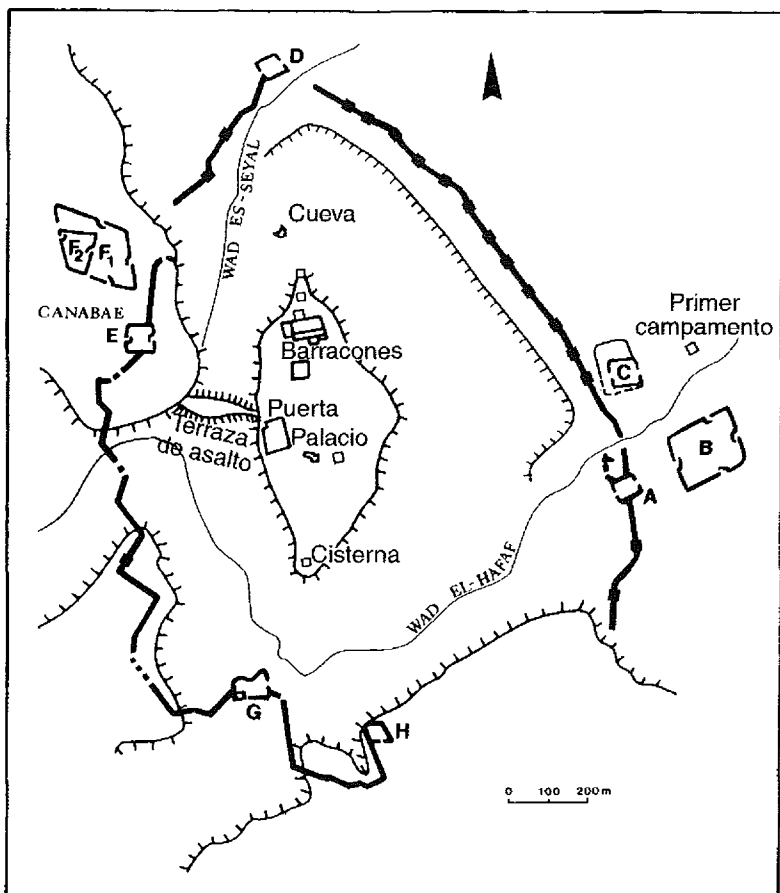 D
WAD ES-SEYAL
Cueva
F2 F1
CANABAE
E
Primer
campamento
Barracones
C
Puerta
Terraza
de asalto
Palacio
B
A
Cisterna
WAD EL-HAFAF
G
H
0 100 200 m